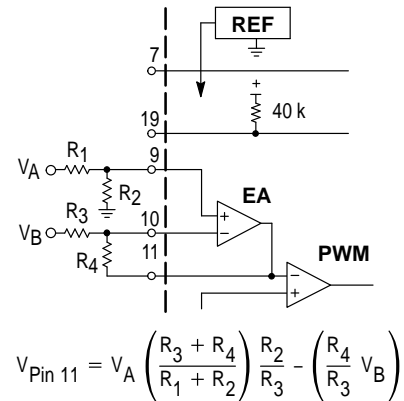 REF
7
+
40 k
19
R1
9
VA
R2
EA
+
R3
10
−
VB
11
R4
PWM
−
+
V Pin 11 = VA ( (R3 + R4) / (R1 + R2) ) R2 / R3 − ( R4 / R3 VB )